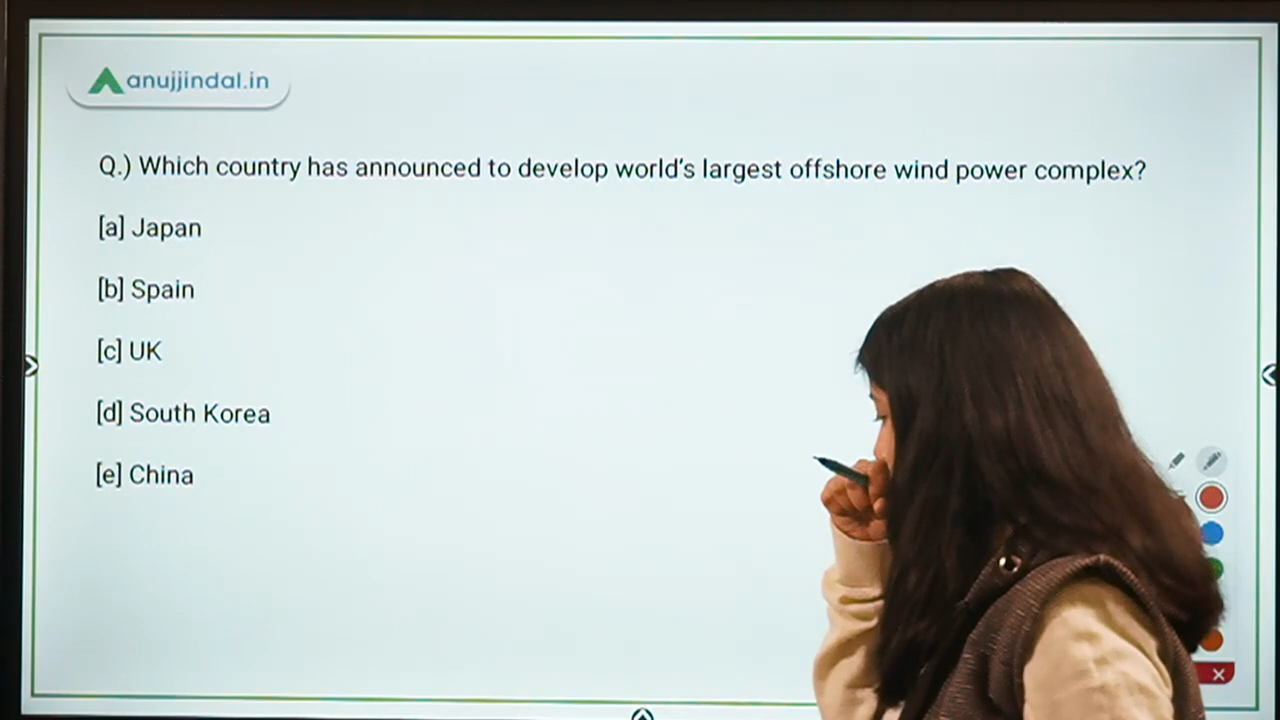 anujjindal.in
Q.) Which country has announced to develop world's largest offshore wind power complex?
[a] Japan
[b] Spain
[c] UK
[d] South Korea
[e] China